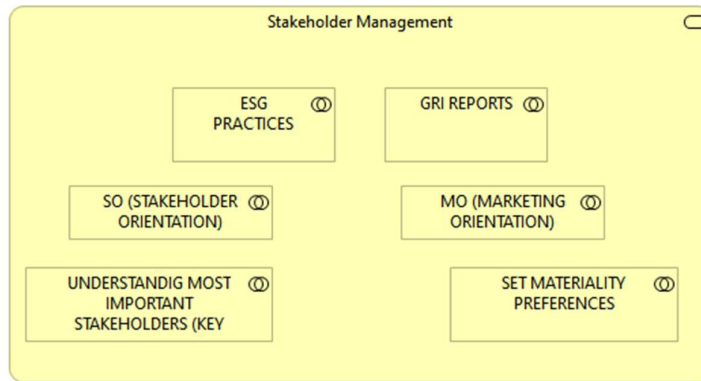 Stakeholder Management
ESG
PRACTICES
GRI REPORTS
SO (STAKEHOLDER
ORIENTATION)
MO (MARKETING
ORIENTATION)
UNDERSTANDIG MOST
IMPORTANT
STAKEHOLDERS (KEY
SET MATERIALITY
PREFERENCES